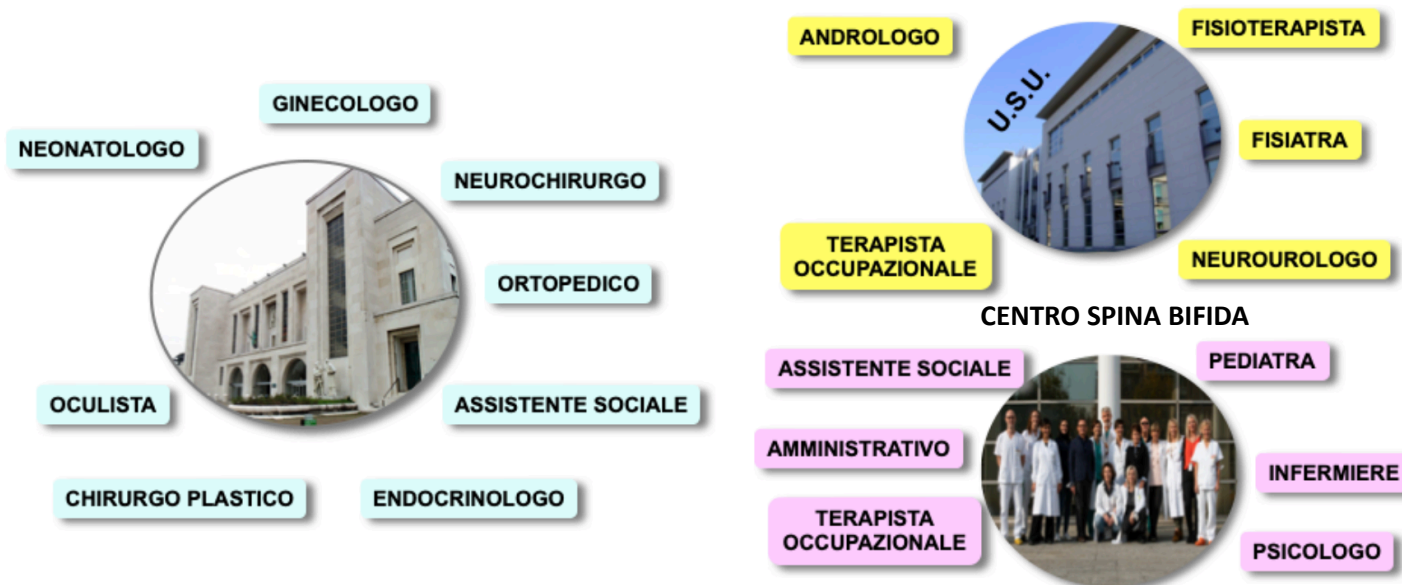 GINECOLOGO
NEONATOLOGO
NEUROCHIRURGO
ORTOPEDICO
OCULISTA
ASSISTENTE SOCIALE
CHIRURGO PLASTICO
ENDOCRINOLOGO
ANDROLOGO
FISIOTERAPISTA
U.S.U.
FISIATRA
TERAPISTA
OCCUPAZIONALE
NEUROUROLOGO
CENTRO SPINA BIFIDA
ASSISTENTE SOCIALE
PEDIATRA
AMMINISTRATIVO
INFERMIERE
TERAPISTA
OCCUPAZIONALE
PSICOLOGO